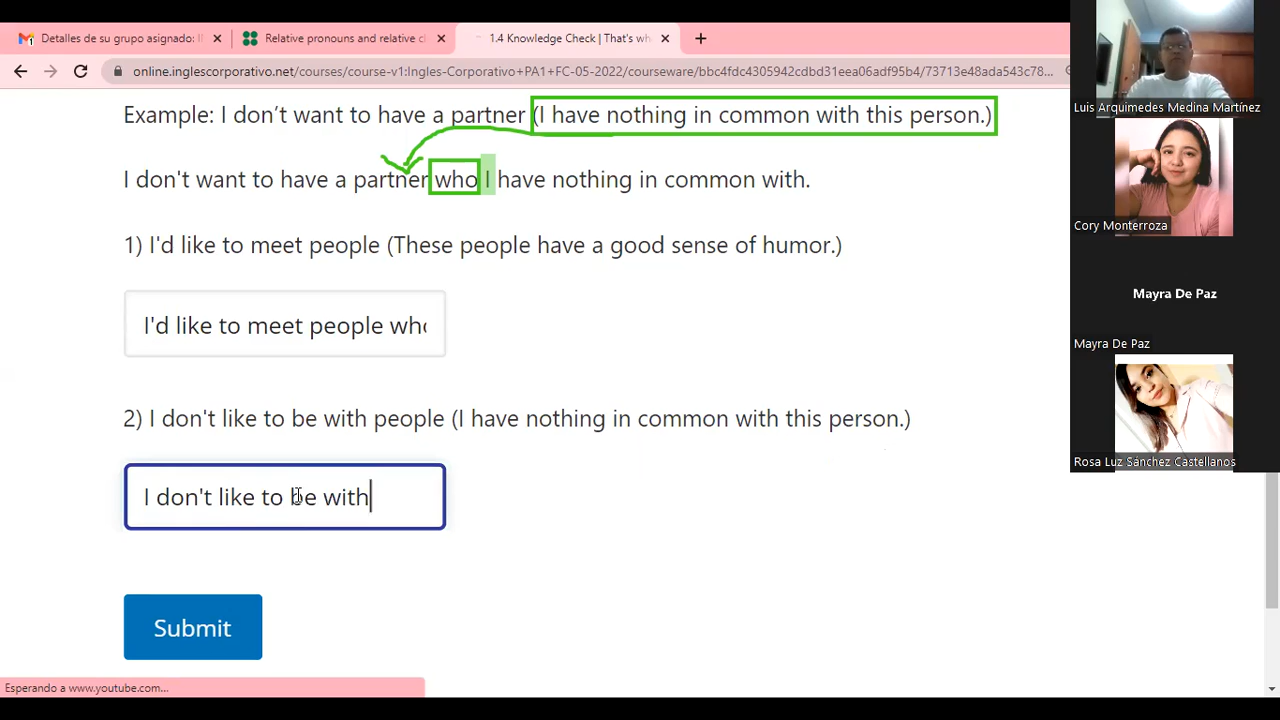 Detalles de su grupo asignado: I
Relative pronouns and relative cl
1.4 Knowledge Check | That's wh
online.inglescorporativo.net/courses/course-v1:Ingles-Corporativo+PA1+FC-05-2022/courseware/bbc4fdc4305942cdbd31eea06adf95b4/73713e48ada543c78...
Example: I don’t want to have a partner (I have nothing in common with this person.)
I don't want to have a partner who I have nothing in common with.
1) I'd like to meet people (These people have a good sense of humor.)
I'd like to meet people who
2) I don't like to be with people (I have nothing in common with this person.)
I don't like to be with
Submit
Esperando a www.youtube.com...
Luis Arquimedes Medina Martínez
Cory Monterroza
Mayra De Paz
Mayra De Paz
Rosa Luz Sánchez Castellanos